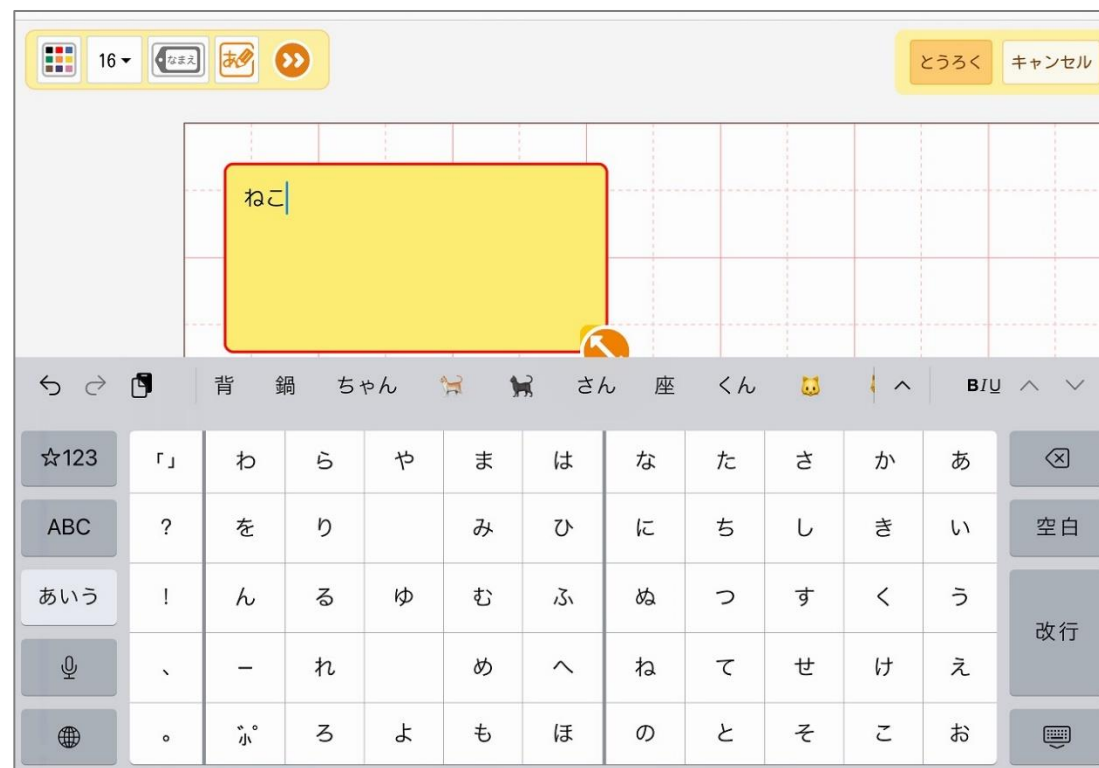 16 なまえ あ とうろく キャンセル
ねこ
背 鍋 ちゃん さん 座 くん BIU
☆123 「」 わ ら や ま は な た さ か あ
ABC ? を り み ひ に ち し き い 空白
あいう ! ん る ゆ む ふ ぬ つ す く う
改行
、 ー れ め へ ね て せ け え
。 ゛゜小 ろ よ も ほ の と そ こ お